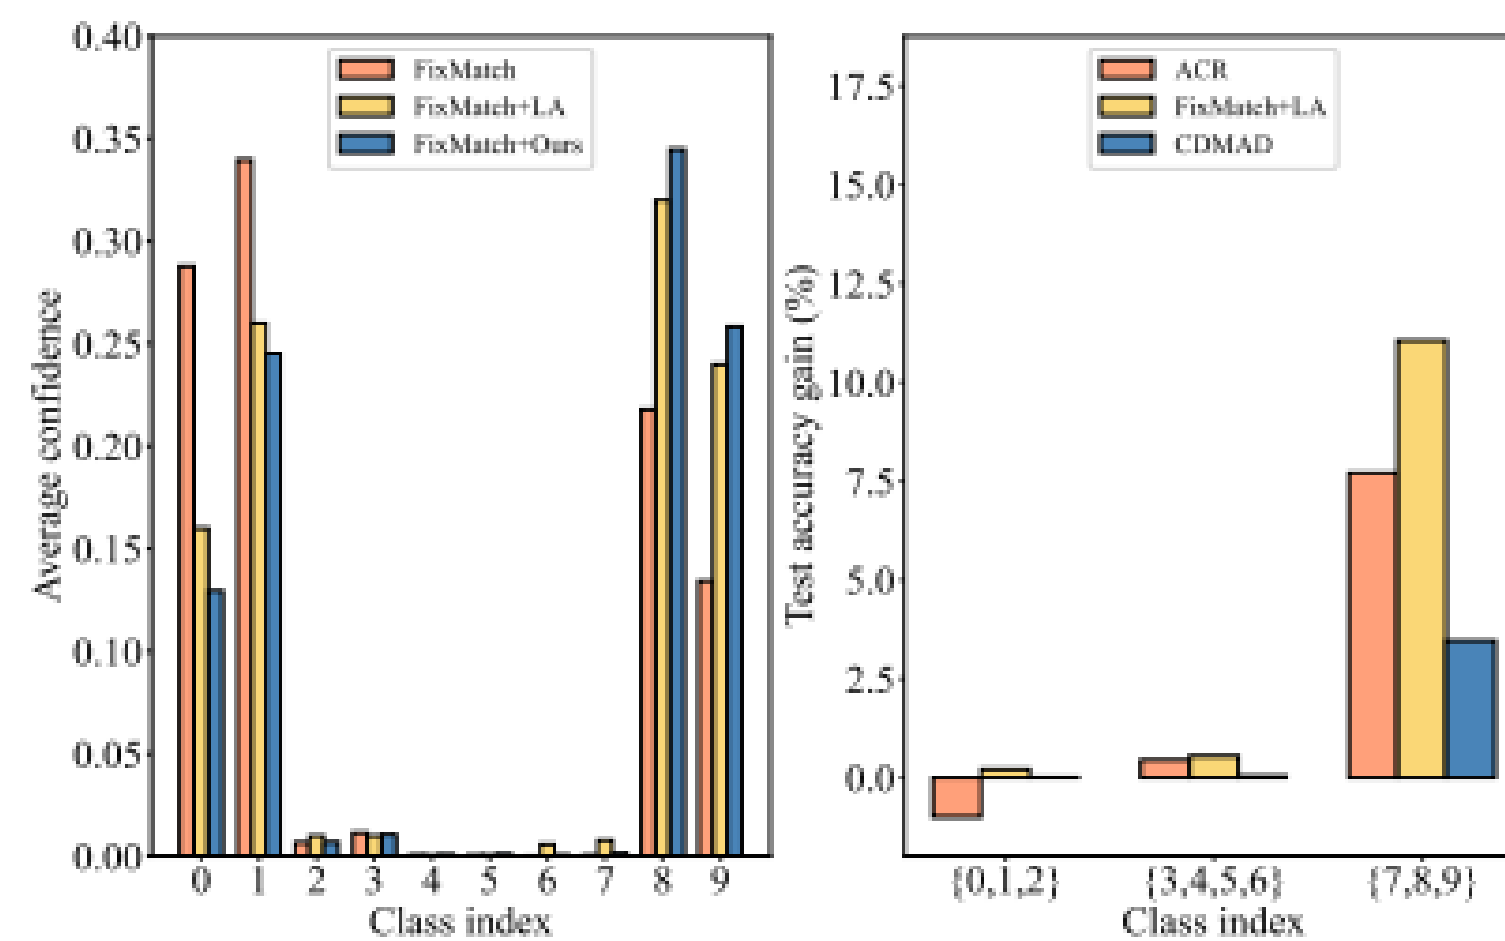 0.40
0.35
0.30
0.25
0.20
0.15
0.10
0.05
0.00
Average confidence
FixMatch
FixMatch+LA
FixMatch+Ours
0 1 2 3 4 5 6 7 8 9
Class index
17.5
15.0
12.5
10.0
7.5
5.0
2.5
0.0
Test accuracy gain (%)
ACR
FixMatch+LA
CDMAD
{0,1,2} {3,4,5,6} {7,8,9}
Class index